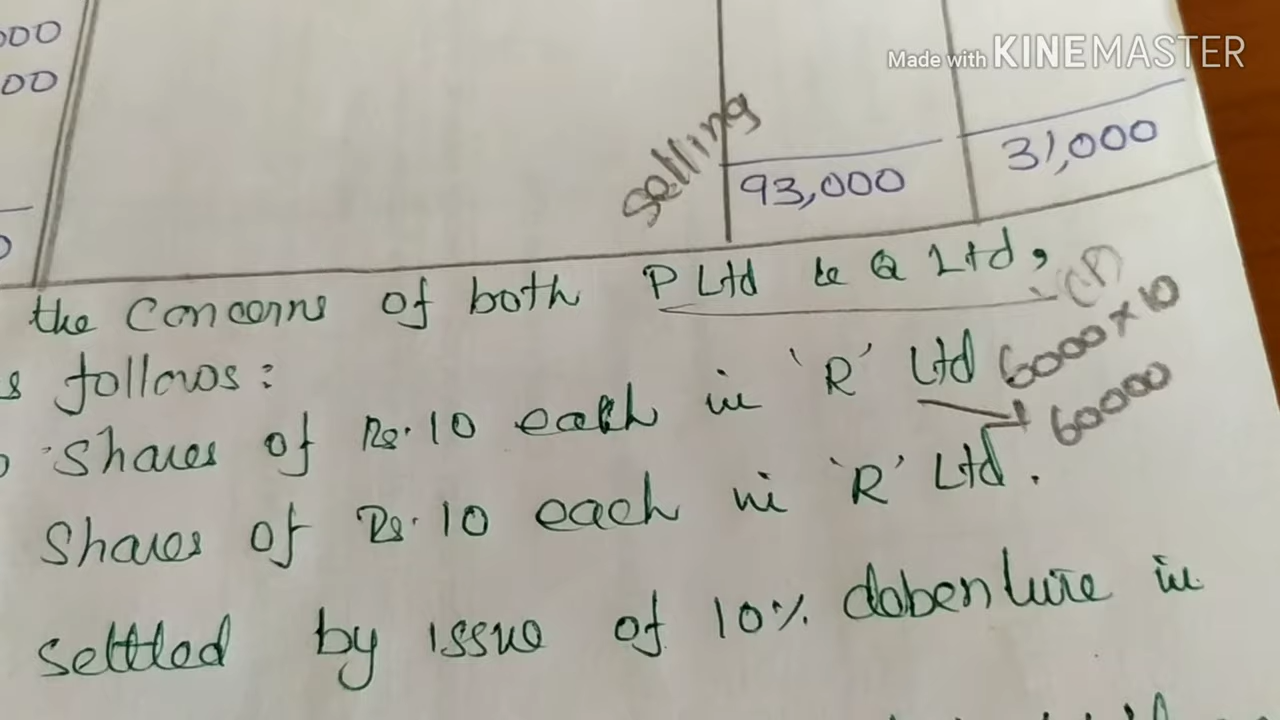 Made with KINEMASTER
000
00
selling
93,000 31,000
the Concerns of both P Ltd & Q Ltd,
s follows:
shares of Rs.10 each in 'R' Ltd 6000×10
60000
Shares of Rs.10 each in 'R' Ltd.
settled by issue of 10% debenture in